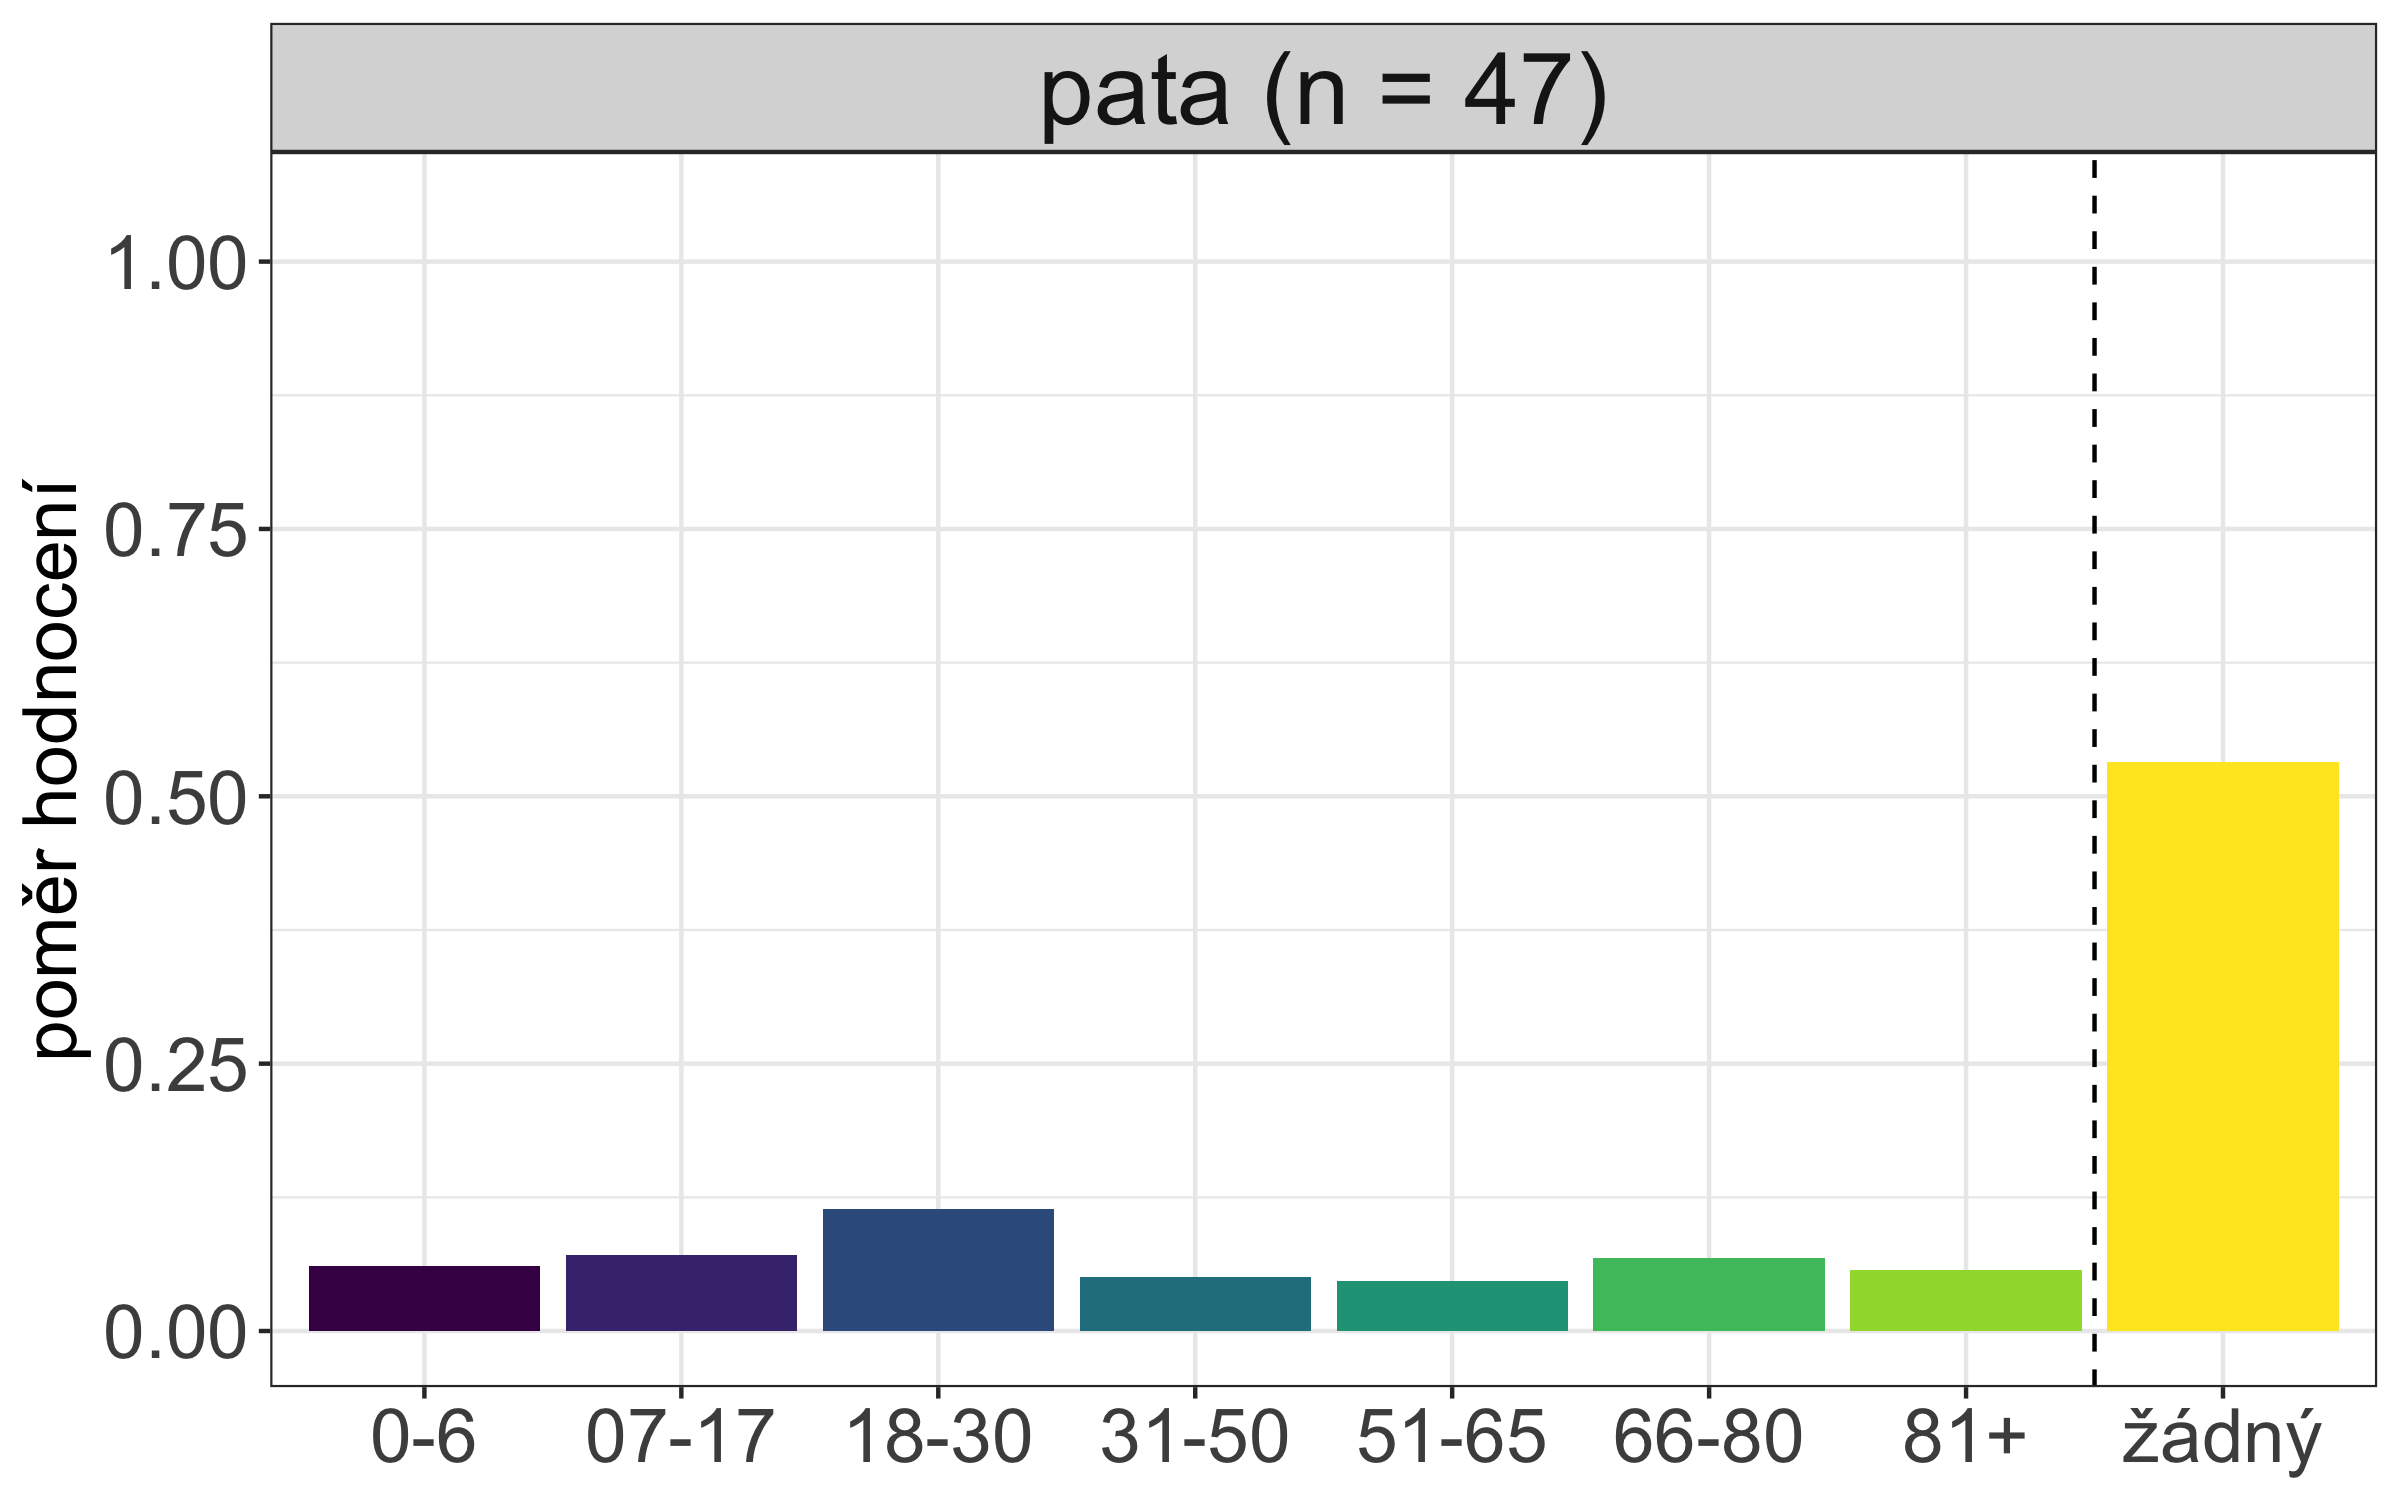 pata (n = 47)
poměr hodnocení
1.00
0.75
0.50
0.25
0.00
0-6 07-17 18-30 31-50 51-65 66-80 81+ žádný